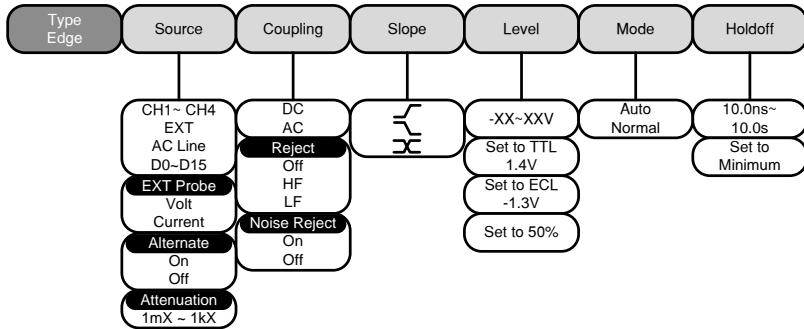 Type
Edge
Source
Coupling
Slope
Level
Mode
Holdoff
CH1~ CH4
EXT
AC Line
D0~D15
EXT Probe
Volt
Current
Alternate
On
Off
Attenuation
1mX ~ 1kX
DC
AC
Reject
Off
HF
LF
Noise Reject
On
Off
-XX~XXV
Set to TTL
1.4V
Set to ECL
-1.3V
Set to 50%
Auto
Normal
10.0ns~
10.0s
Set to
Minimum